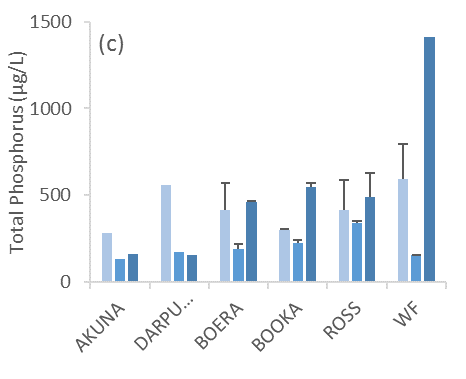 1500
(c)
1000
500
0
Total Phosphorus (µg/L)
AKUNA
DARPU...
BOERA
BOOKA
ROSS
WF